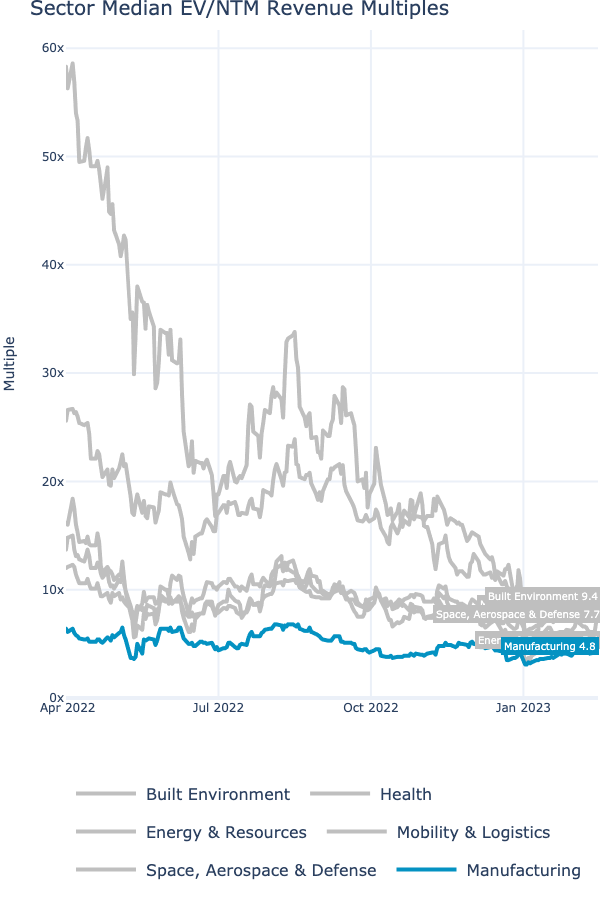 Sector Median EV/NTM Revenue Multiples
60x
50x
40x
30x
20x
10x
0x
Multiple
Built Environment 9.4
Space, Aerospace & Defense 7.7
Manufacturing 4.8
Apr 2022
Jul 2022
Oct 2022
Jan 2023
Built Environment
Health
Energy & Resources
Mobility & Logistics
Space, Aerospace & Defense
Manufacturing